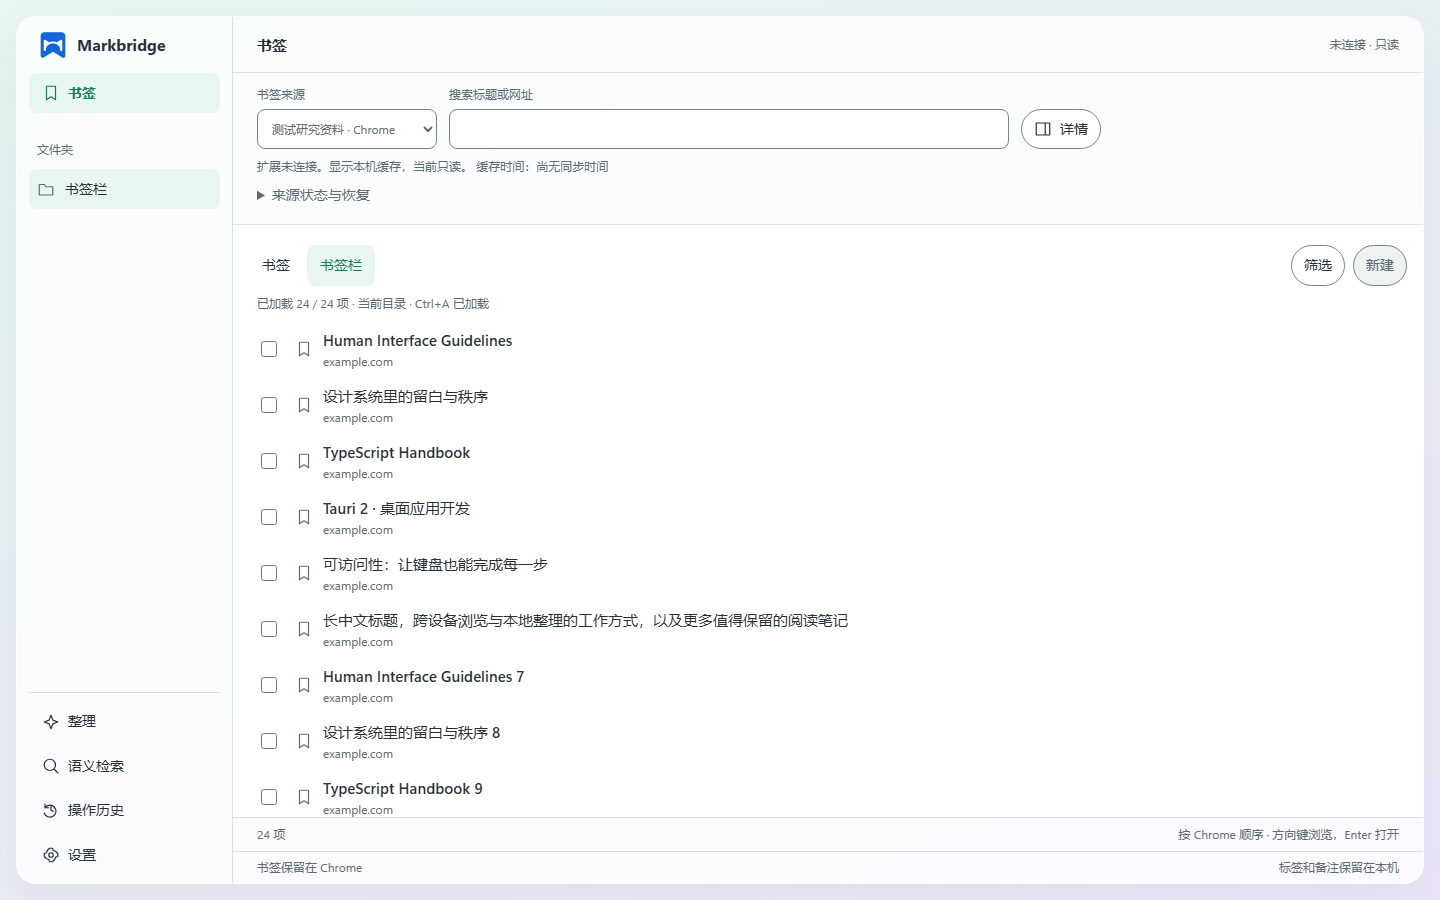 Markbridge
书签
未连接 · 只读
书签
文件夹
书签栏
书签来源
测试研究资料 · Chrome
搜索标题或网址
详情
扩展未连接。显示本机缓存，当前只读。 缓存时间：尚无同步时间
来源状态与恢复
书签
书签栏
筛选
新建
已加载 24 / 24 项 · 当前目录 · Ctrl+A 已加载
Human Interface Guidelines
example.com
设计系统里的留白与秩序
example.com
TypeScript Handbook
example.com
Tauri 2 · 桌面应用开发
example.com
可访问性：让键盘也能完成每一步
example.com
长中文标题，跨设备浏览与本地整理的工作方式，以及更多值得保留的阅读笔记
example.com
Human Interface Guidelines 7
example.com
设计系统里的留白与秩序 8
example.com
TypeScript Handbook 9
example.com
整理
语义检索
操作历史
设置
24 项
按 Chrome 顺序 · 方向键浏览，Enter 打开
书签保留在 Chrome
标签和备注保留在本机